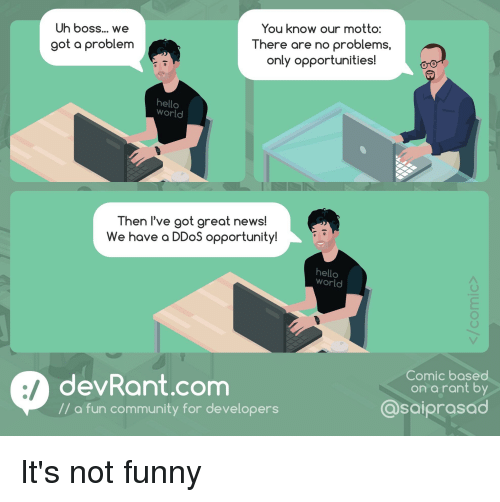 Uh boss... we
got a problem
You know our motto:
There are no problems,
only opportunities!
hello
world
Then I've got great news!
We have a DDoS opportunity!
hello
world
</comic>
:/ devRant.com
// a fun community for developers
Comic based
on a rant by
@saiprasad
It's not funny